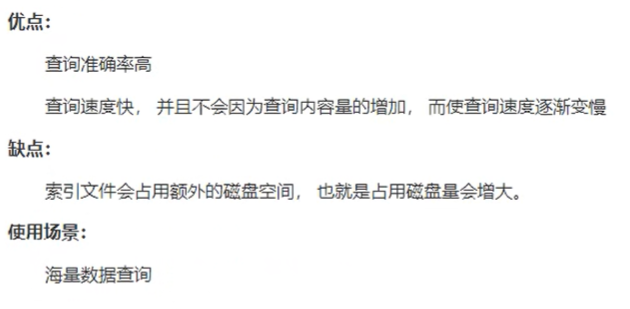 优点：
查询准确率高
查询速度快， 并且不会因为查询内容量的增加， 而使查询速度逐渐变慢
缺点：
索引文件会占用额外的磁盘空间， 也就是占用磁盘量会增大。
使用场景：
海量数据查询